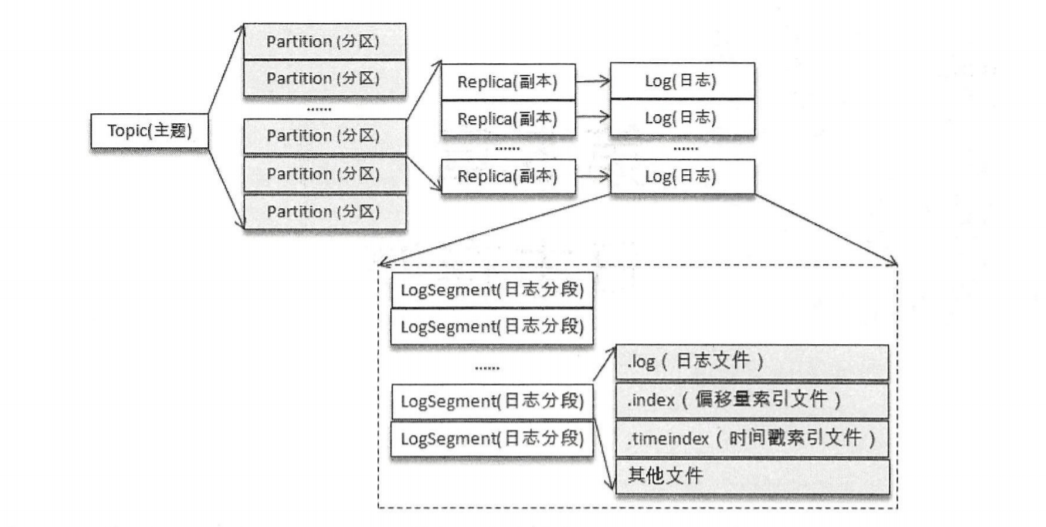 Topic(主题)
Partition (分区)
Partition (分区)
......
Partition (分区)
Partition (分区)
Partition (分区)
Replica(副本)
Replica(副本)
......
Replica(副本)
Log(日志)
Log(日志)
......
Log(日志)
LogSegment(日志分段)
LogSegment(日志分段)
......
LogSegment(日志分段)
LogSegment(日志分段)
.log ( 日志文件 )
.index ( 偏移量索引文件 )
.timeindex ( 时间戳索引文件 )
其他文件